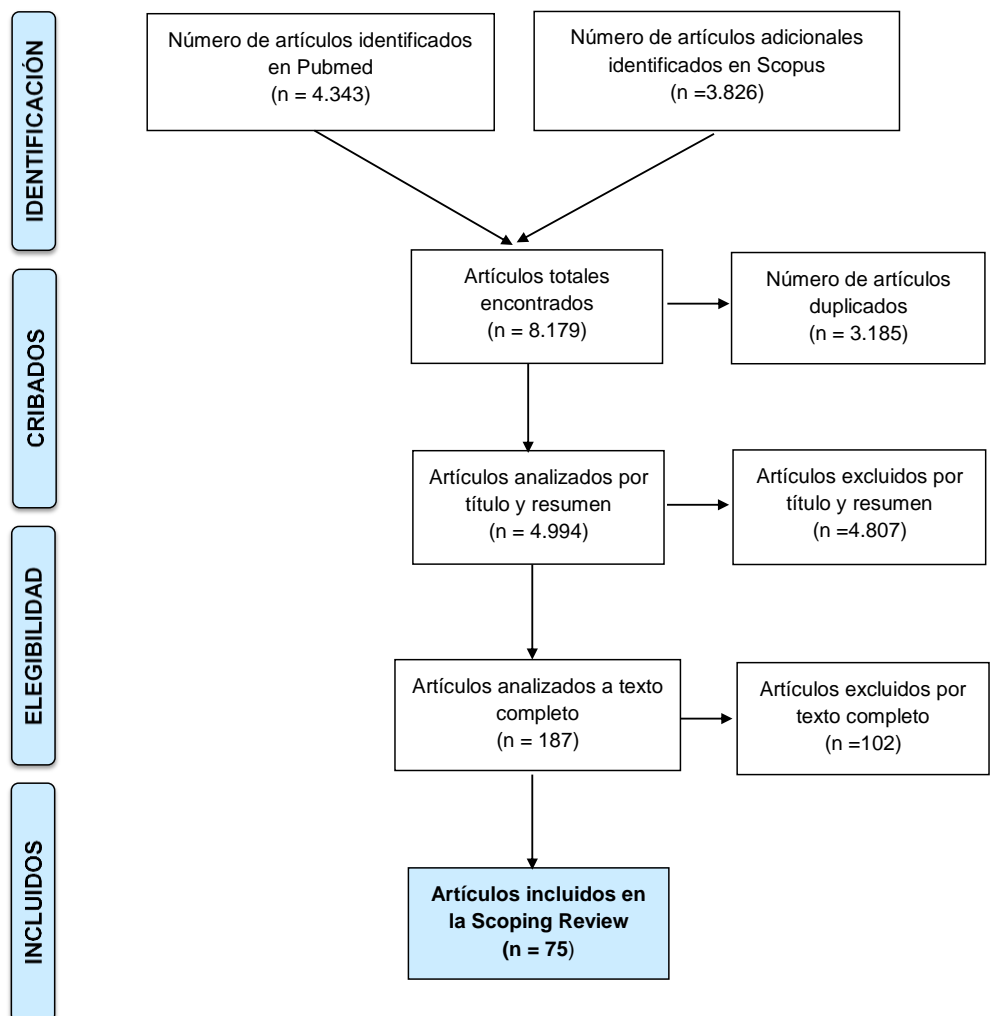 IDENTIFICACIÓN
Número de artículos identificados
en Pubmed
(n = 4.343)
Número de artículos adicionales
identificados en Scopus
(n =3.826)
CRIBADOS
Artículos totales
encontrados
(n = 8.179)
Número de artículos
duplicados
(n = 3.185)
Artículos analizados por
título y resumen
(n = 4.994)
Artículos excluidos por
título y resumen
(n =4.807)
ELEGIBILIDAD
Artículos analizados a texto
completo
(n = 187)
Artículos excluidos por
texto completo
(n =102)
INCLUIDOS
Artículos incluidos en
la Scoping Review
(n = 75)